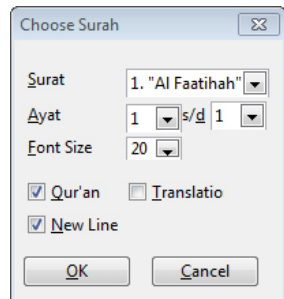 Choose Surah
Surat 1. "Al Faatihah"
Ayat 1 s/d 1
Font Size 20
Qur'an Translatio
New Line
OK Cancel